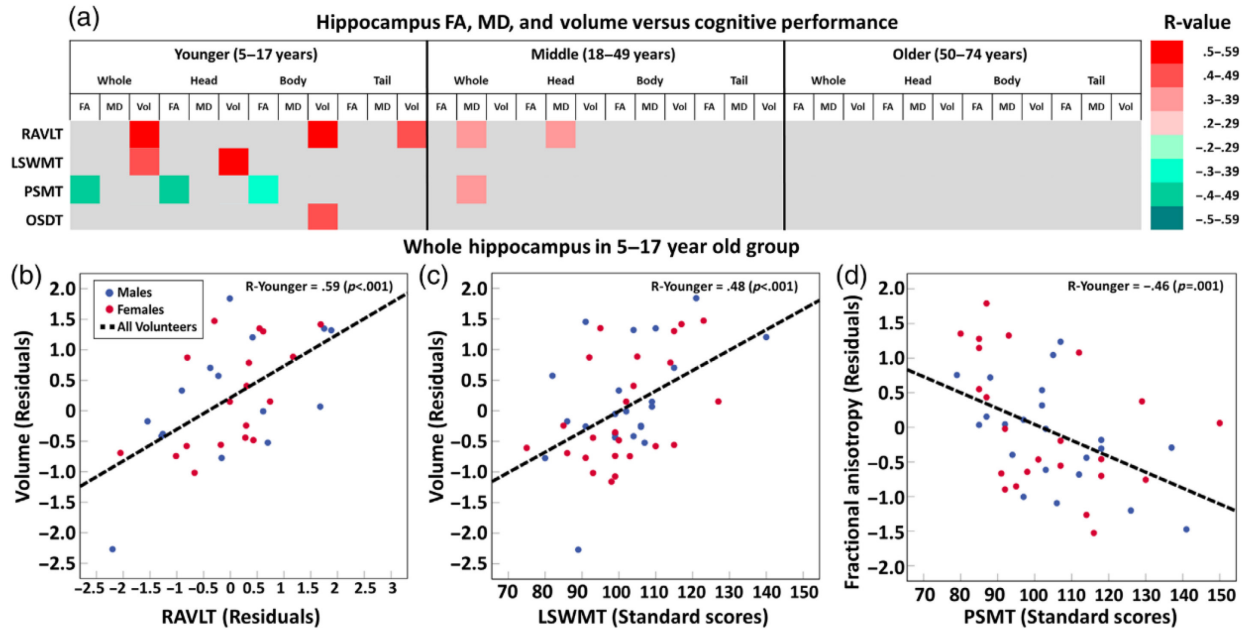 (a) Hippocampus FA, MD, and volume versus cognitive performance R-value
Younger (5–17 years) Middle (18–49 years) Older (50–74 years)
Whole Head Body Tail Whole Head Body Tail Whole Head Body Tail
FA MD Vol FA MD Vol FA MD Vol FA MD Vol FA MD Vol FA MD Vol FA MD Vol FA MD Vol FA MD Vol FA MD Vol FA MD Vol FA MD Vol
RAVLT
LSWMT
PSMT
OSDT
.5-.59
.4-.49
.3-.39
.2-.29
-.2-.29
-.3-.39
-.4-.49
-.5-.59
Whole hippocampus in 5–17 year old group
(b)
R-Younger = .59 (p<.001)
Males
Females
All Volunteers
Volume (Residuals)
2.0
1.5
1.0
0.5
0
−0.5
−1.0
−1.5
−2.0
−2.5
−2.5 −2 −1.5 −1 −0.5 0 0.5 1 1.5 2 2.5 3
RAVLT (Residuals)
(c)
R-Younger = .48 (p<.001)
Volume (Residuals)
2.0
1.5
1.0
0.5
0
−0.5
−1.0
−1.5
−2.0
−2.5
70 80 90 100 110 120 130 140 150
LSWMT (Standard scores)
(d)
R-Younger = −.46 (p=.001)
Fractional anisotropy (Residuals)
2.0
1.5
1.0
0.5
0.0
−0.5
−1.0
−1.5
−2.0
70 80 90 100 110 120 130 140 150
PSMT (Standard scores)